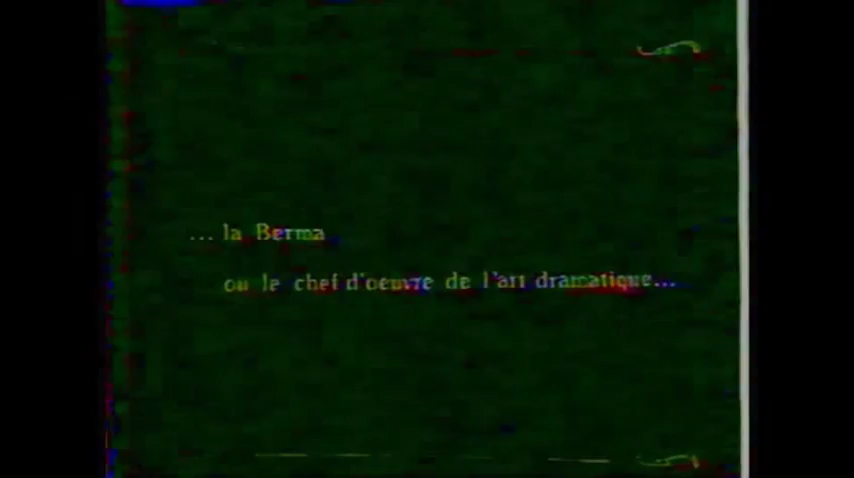 ... la Berma
ou le chef d'oeuvre de l'art dramatique...